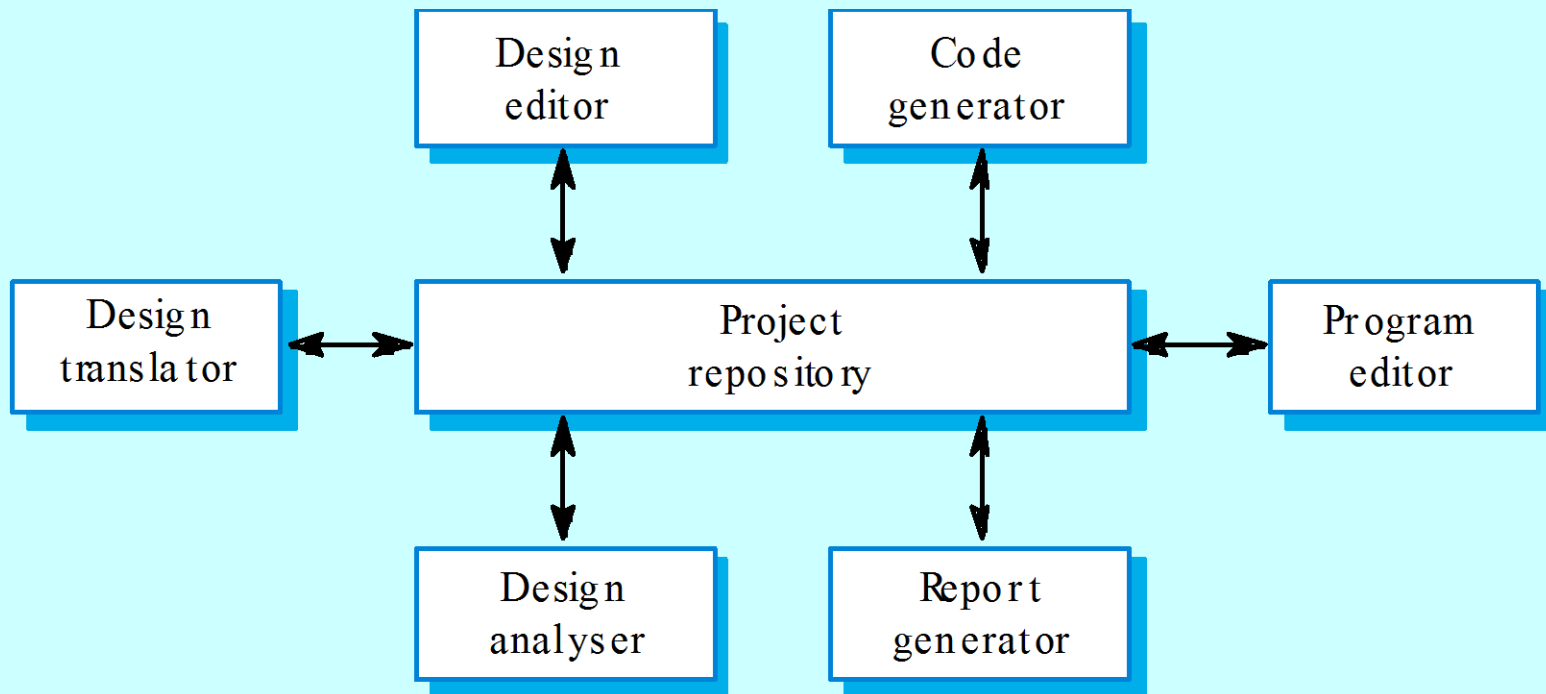 Design
editor
Code
generator
Design
translator
Project
repository
Program
editor
Design
analyser
Report
generator